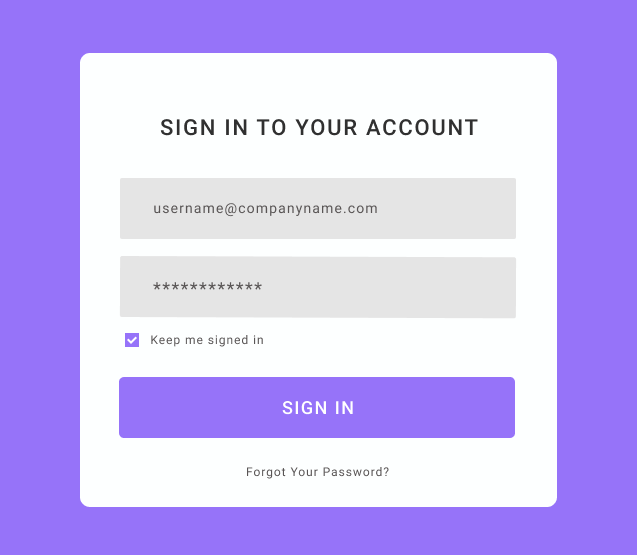 SIGN IN TO YOUR ACCOUNT
username@companyname.com
************
Keep me signed in
SIGN IN
Forgot Your Password?